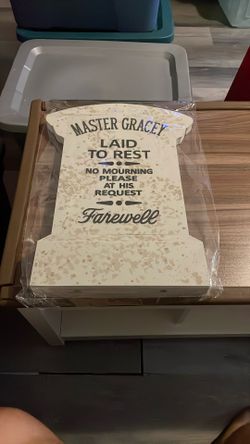 MASTER GRACEY
LAID
TO REST
NO MOURNING
PLEASE
AT HIS
REQUEST
Farewell